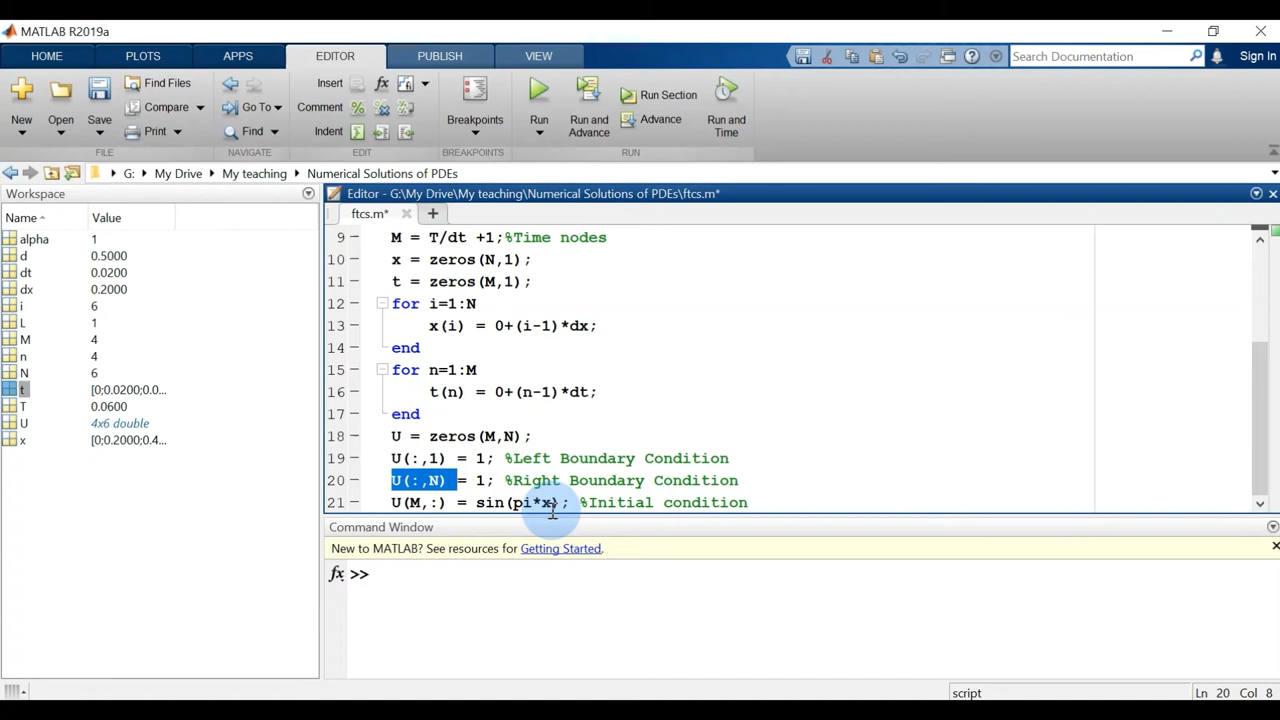 MATLAB R2019a
HOME PLOTS APPS EDITOR PUBLISH VIEW Search Documentation Sign In
New Open Save Find Files Compare Print Go To Find Insert fx Comment % Indent Breakpoints Run Run and Advance Run Section Advance Run and Time
FILE NAVIGATE EDIT BREAKPOINTS RUN
G: My Drive My teaching Numerical Solutions of PDEs
Workspace
Name Value
alpha 1
d 0.5000
dt 0.0200
dx 0.2000
i 6
L 1
M 4
n 4
N 6
t [0;0.0200;0.0...
T 0.0600
U 4x6 double
x [0;0.2000;0.4...
Editor - G:\My Drive\My teaching\Numerical Solutions of PDEs\ftcs.m*
ftcs.m*
9 – M = T/dt +1;%Time nodes
10 – x = zeros(N,1);
11 – t = zeros(M,1);
12 – for i=1:N
13 – x(i) = 0+(i-1)*dx;
14 – end
15 – for n=1:M
16 – t(n) = 0+(n-1)*dt;
17 – end
18 – U = zeros(M,N);
19 – U(:,1) = 1; %Left Boundary Condition
20 – U(:,N) = 1; %Right Boundary Condition
21 – U(M,:) = sin(pi*x); %Initial condition
Command Window
New to MATLAB? See resources for Getting Started.
fx >>
script Ln 20 Col 8